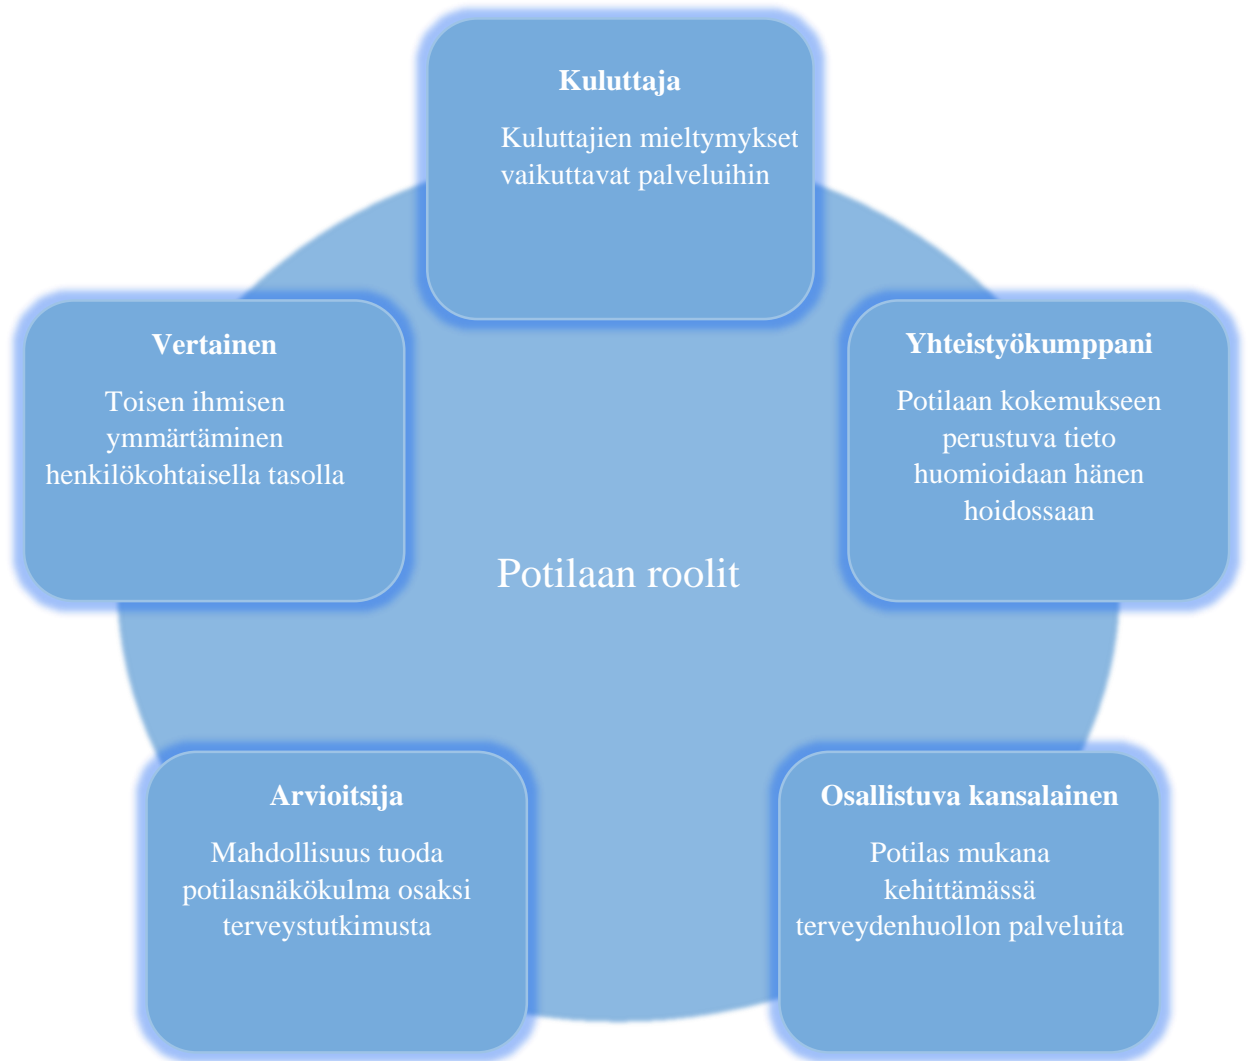 Kuluttaja
Kuluttajien mieltymykset
vaikuttavat palveluihin
Vertainen
Toisen ihmisen
ymmärtäminen
henkilökohtaisella tasolla
Yhteistyökumppani
Potilaan kokemukseen
perustuva tieto
huomioidaan hänen
hoidossaan
Potilaan roolit
Arvioitsija
Mahdollisuus tuoda
potilasnäkökulma osaksi
terveystutkimusta
Osallistuva kansalainen
Potilas mukana
kehittämässä
terveydenhuollon palveluita